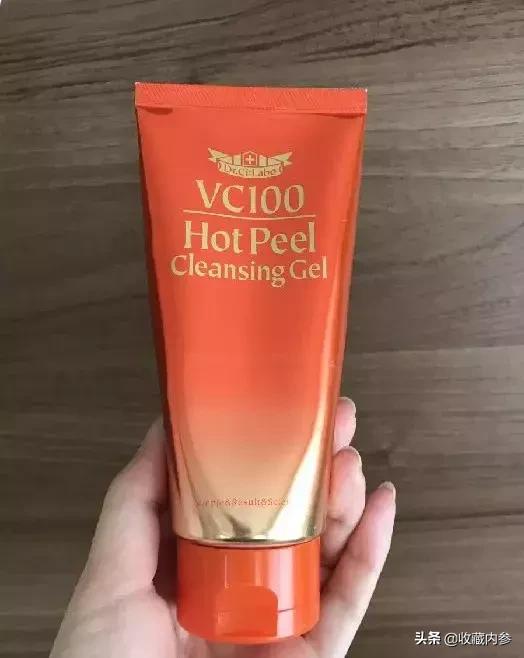 Dr.Ci:Labo
VC100
Hot Peel
Cleansing Gel
头条 @收藏内参